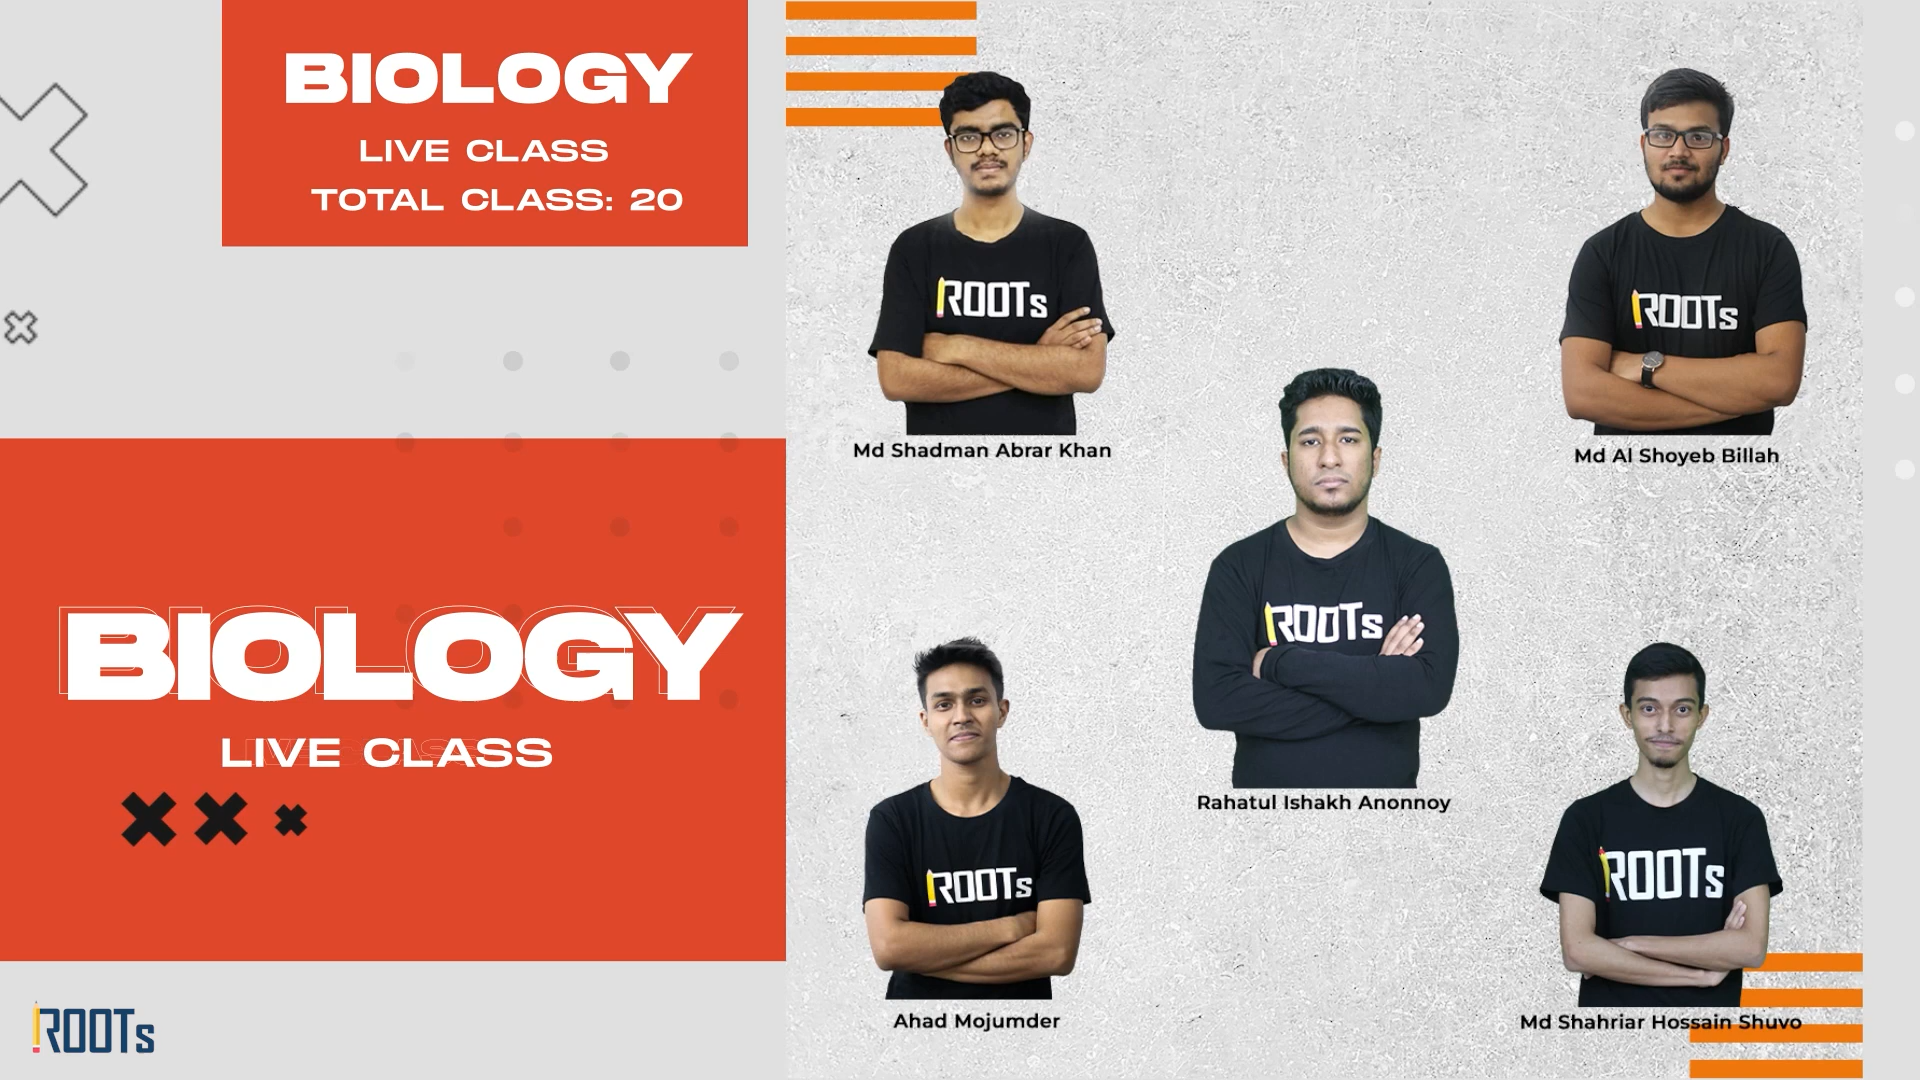 BIOLOGY
LIVE CLASS
TOTAL CLASS: 20
BIOLOGY
LIVE CLASS
ROOTs
ROOTs
Md Shadman Abrar Khan
ROOTs
Md Al Shoyeb Billah
ROOTs
Rahatul Ishakh Anonnoy
ROOTs
Ahad Mojumder
ROOTs
Md Shahriar Hossain Shuvo